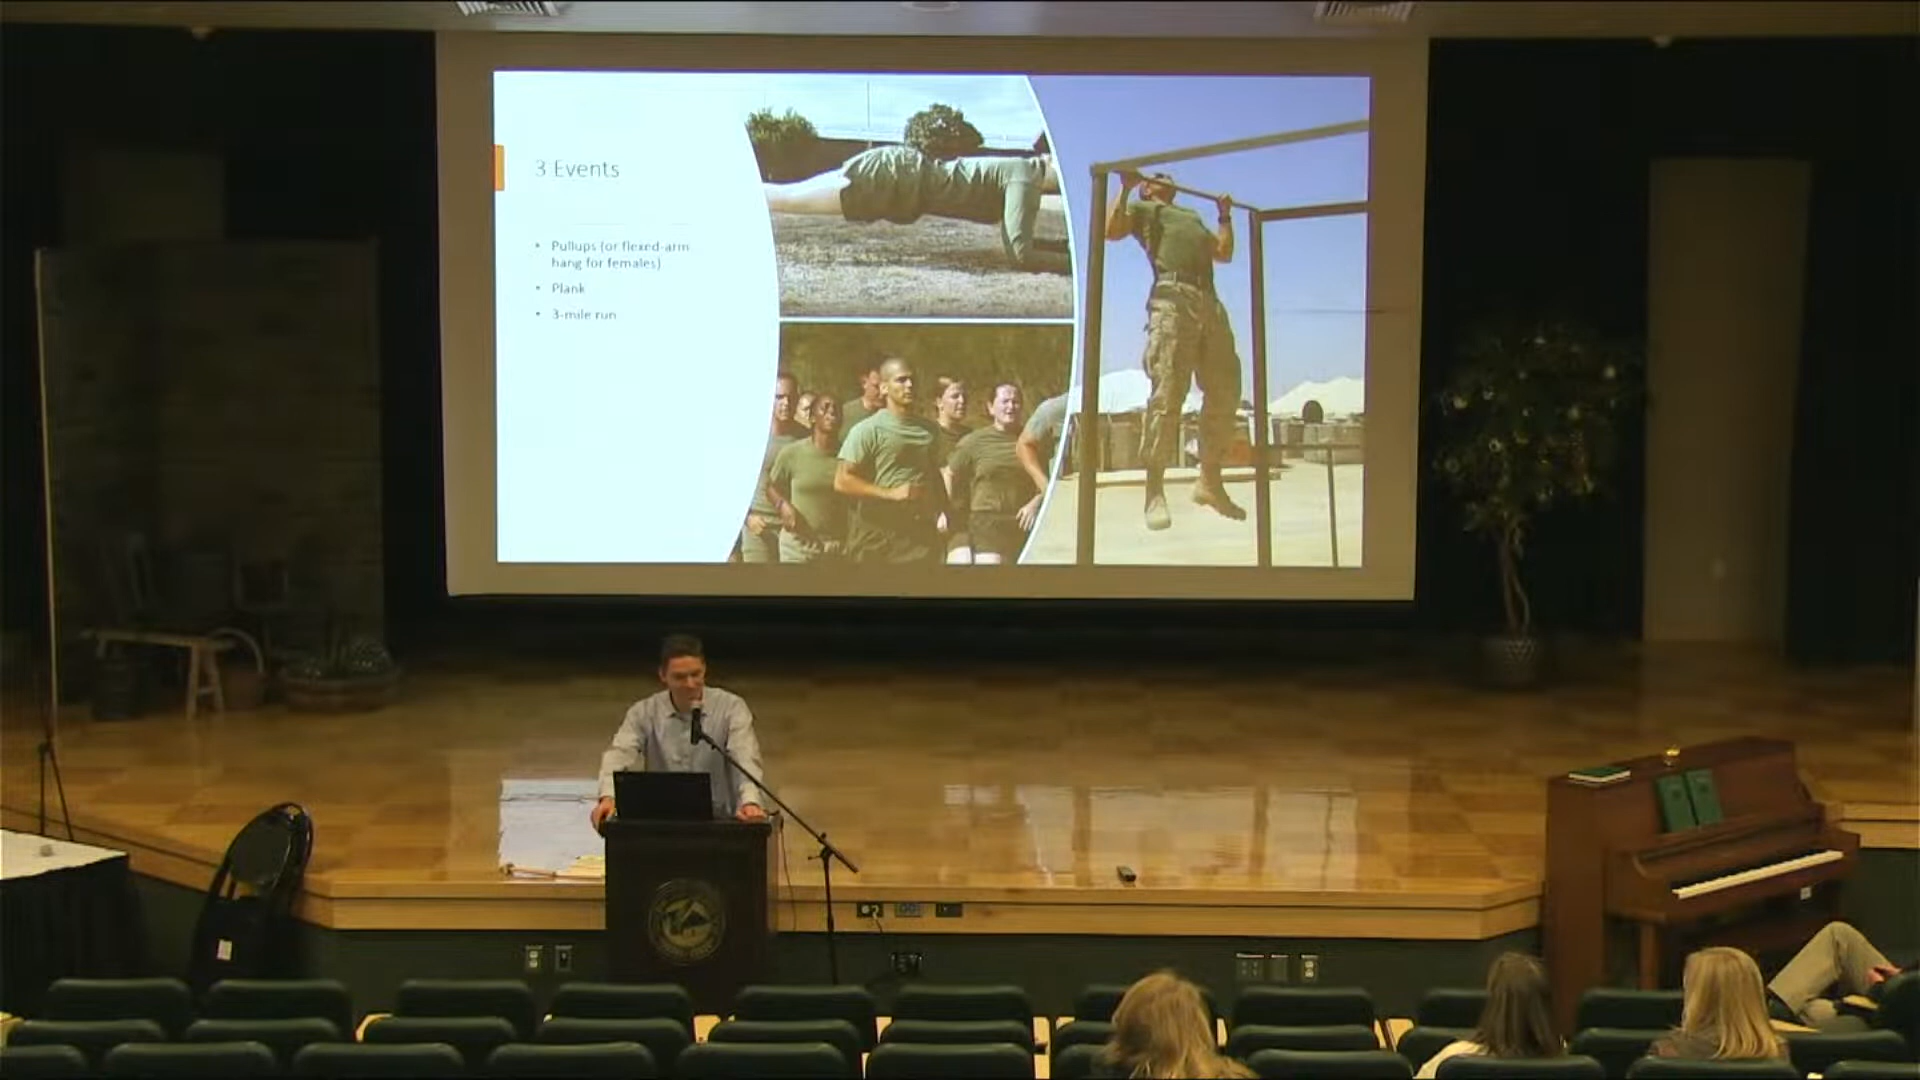 3 Events
• Pullups (or flexed-arm
hang for females)
• Plank
• 3-mile run